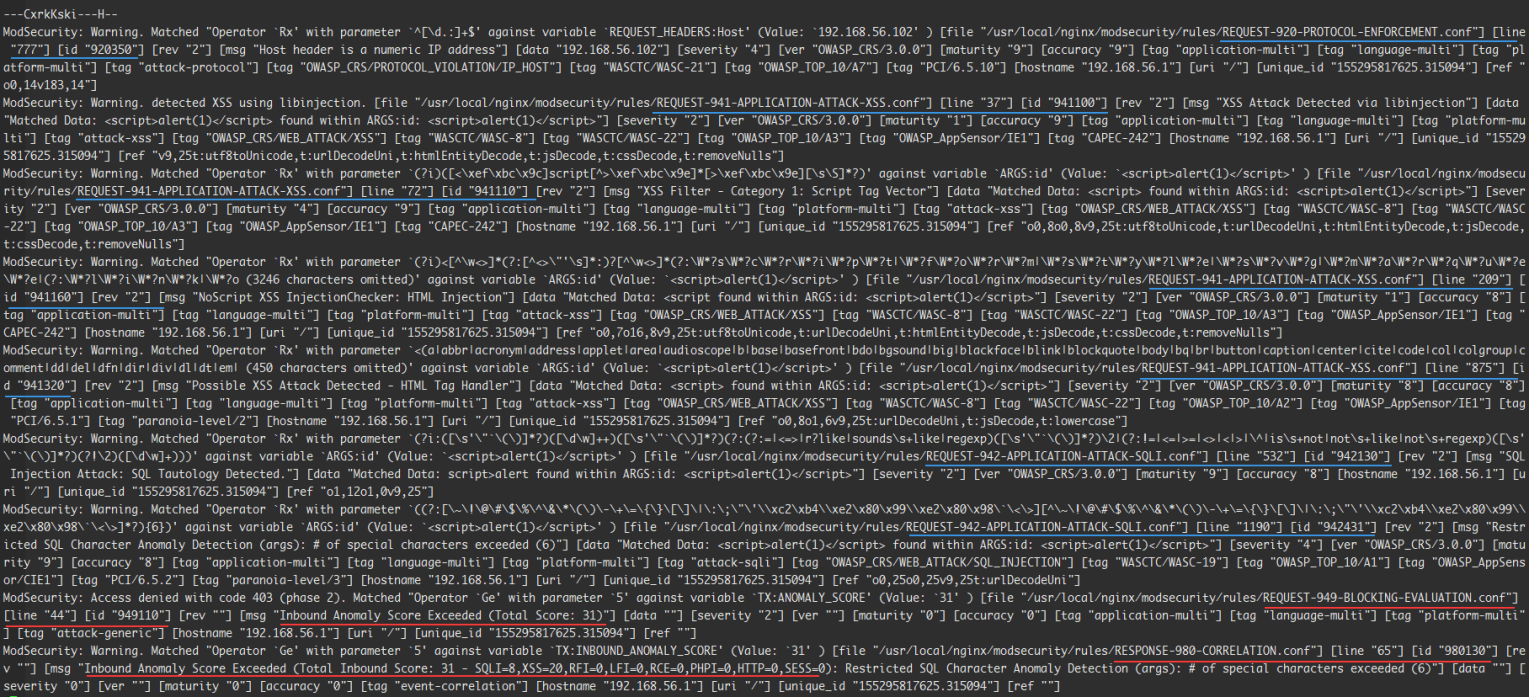 ---CxrkKski---H--
ModSecurity: Warning. Matched "Operator `Rx' with parameter `^[\d.:]+$' against variable `REQUEST_HEADERS:Host' (Value: `192.168.56.102' ) [file "/usr/local/nginx/modsecurity/rules/REQUEST-920-PROTOCOL-ENFORCEMENT.conf"] [line
"777"] [id "920350"] [rev "2"] [msg "Host header is a numeric IP address"] [data "192.168.56.102"] [severity "4"] [ver "OWASP_CRS/3.0.0"] [maturity "9"] [accuracy "9"] [tag "application-multi"] [tag "language-multi"] [tag "pl
atform-multi"] [tag "attack-protocol"] [tag "OWASP_CRS/PROTOCOL_VIOLATION/IP_HOST"] [tag "WASCTC/WASC-21"] [tag "OWASP_TOP_10/A7"] [tag "PCI/6.5.10"] [hostname "192.168.56.1"] [uri "/"] [unique_id "155295817625.315094"] [ref "
o0,14v183,14"]
ModSecurity: Warning. detected XSS using libinjection. [file "/usr/local/nginx/modsecurity/rules/REQUEST-941-APPLICATION-ATTACK-XSS.conf"] [line "37"] [id "941100"] [rev "2"] [msg "XSS Attack Detected via libinjection"] [data
"Matched Data: <script>alert(1)</script> found within ARGS:id: <script>alert(1)</script>"] [severity "2"] [ver "OWASP_CRS/3.0.0"] [maturity "1"] [accuracy "9"] [tag "application-multi"] [tag "language-multi"] [tag "platform-mu
lti"] [tag "attack-xss"] [tag "OWASP_CRS/WEB_ATTACK/XSS"] [tag "WASCTC/WASC-8"] [tag "WASCTC/WASC-22"] [tag "OWASP_TOP_10/A3"] [tag "OWASP_AppSensor/IE1"] [tag "CAPEC-242"] [hostname "192.168.56.1"] [uri "/"] [unique_id "15529
5817625.315094"] [ref "v9,25t:utf8toUnicode,t:urlDecodeUni,t:htmlEntityDecode,t:jsDecode,t:cssDecode,t:removeNulls"]
ModSecurity: Warning. Matched "Operator `Rx' with parameter `(?i)([<\xef\xbc\x9c]script[^>\xef\xbc\x9e]*[>\xef\xbc\x9e][\s\S]*?)' against variable `ARGS:id' (Value: `<script>alert(1)</script>' ) [file "/usr/local/nginx/modsecu
rity/rules/REQUEST-941-APPLICATION-ATTACK-XSS.conf"] [line "72"] [id "941110"] [rev "2"] [msg "XSS Filter - Category 1: Script Tag Vector"] [data "Matched Data: <script> found within ARGS:id: <script>alert(1)</script>"] [sever
ity "2"] [ver "OWASP_CRS/3.0.0"] [maturity "4"] [accuracy "9"] [tag "application-multi"] [tag "language-multi"] [tag "platform-multi"] [tag "attack-xss"] [tag "OWASP_CRS/WEB_ATTACK/XSS"] [tag "WASCTC/WASC-8"] [tag "WASCTC/WASC
-22"] [tag "OWASP_TOP_10/A3"] [tag "OWASP_AppSensor/IE1"] [tag "CAPEC-242"] [hostname "192.168.56.1"] [uri "/"] [unique_id "155295817625.315094"] [ref "o0,8o0,8v9,25t:utf8toUnicode,t:urlDecodeUni,t:htmlEntityDecode,t:jsDecode,
t:cssDecode,t:removeNulls"]
ModSecurity: Warning. Matched "Operator `Rx' with parameter `(?i)<[^\w<>]*(?:[^<>\"'\s]*:)?[^\w<>]*(?:\W*?s\W*?c\W*?r\W*?i\W*?p\W*?t|\W*?f\W*?o\W*?r\W*?m|\W*?s\W*?t\W*?y\W*?l\W*?e|\W*?s\W*?v\W*?g|\W*?m\W*?a\W*?r\W*?q\W*?u\W*?e
\W*?e|(?:\W*?l\W*?i\W*?n\W*?k|\W*?o (3246 characters omitted)' against variable `ARGS:id' (Value: `<script>alert(1)</script>' ) [file "/usr/local/nginx/modsecurity/rules/REQUEST-941-APPLICATION-ATTACK-XSS.conf"] [line "209"] [
id "941160"] [rev "2"] [msg "NoScript XSS InjectionChecker: HTML Injection"] [data "Matched Data: <script found within ARGS:id: <script>alert(1)</script>"] [severity "2"] [ver "OWASP_CRS/3.0.0"] [maturity "1"] [accuracy "8"] [
tag "application-multi"] [tag "language-multi"] [tag "platform-multi"] [tag "attack-xss"] [tag "OWASP_CRS/WEB_ATTACK/XSS"] [tag "WASCTC/WASC-8"] [tag "WASCTC/WASC-22"] [tag "OWASP_TOP_10/A3"] [tag "OWASP_AppSensor/IE1"] [tag "
CAPEC-242"] [hostname "192.168.56.1"] [uri "/"] [unique_id "155295817625.315094"] [ref "o0,7o16,8v9,25t:utf8toUnicode,t:urlDecodeUni,t:htmlEntityDecode,t:jsDecode,t:cssDecode,t:removeNulls"]
ModSecurity: Warning. Matched "Operator `Rx' with parameter `<(a|abbr|acronym|address|applet|area|audioscope|b|base|basefront|bdo|bgsound|big|blackface|blink|blockquote|body|bq|br|button|caption|center|cite|code|col|colgroup|c
omment|dd|del|dfn|dir|div|dl|dt|em| (450 characters omitted)' against variable `ARGS:id' (Value: `<script>alert(1)</script>' ) [file "/usr/local/nginx/modsecurity/rules/REQUEST-941-APPLICATION-ATTACK-XSS.conf"] [line "875"] [i
d "941320"] [rev "2"] [msg "Possible XSS Attack Detected - HTML Tag Handler"] [data "Matched Data: <script> found within ARGS:id: <script>alert(1)</script>"] [severity "2"] [ver "OWASP_CRS/3.0.0"] [maturity "8"] [accuracy "8"]
[tag "application-multi"] [tag "language-multi"] [tag "platform-multi"] [tag "attack-xss"] [tag "OWASP_CRS/WEB_ATTACK/XSS"] [tag "WASCTC/WASC-8"] [tag "WASCTC/WASC-22"] [tag "OWASP_TOP_10/A2"] [tag "OWASP_AppSensor/IE1"] [tag
"PCI/6.5.1"] [tag "paranoia-level/2"] [hostname "192.168.56.1"] [uri "/"] [unique_id "155295817625.315094"] [ref "o0,8o1,6v9,25t:urlDecodeUni,t:jsDecode,t:lowercase"]
ModSecurity: Warning. Matched "Operator `Rx' with parameter `(?i:([\s'\"`\(\)]*?)([\d\w]++)([\s'\"`\(\)]*?)(?:(?:=|<=>|r?like|sounds\s+like|regexp)([\s'\"`\(\)]*?)\2|(?:!=|<=|>=|<>|<|>|\^|is\s+not|not\s+like|not\s+regexp)([\s'
\"`\(\)]*?)(?!\2)([\d\w]+)))' against variable `ARGS:id' (Value: `<script>alert(1)</script>' ) [file "/usr/local/nginx/modsecurity/rules/REQUEST-942-APPLICATION-ATTACK-SQLI.conf"] [line "532"] [id "942130"] [rev "2"] [msg "SQL
Injection Attack: SQL Tautology Detected."] [data "Matched Data: script>alert found within ARGS:id: <script>alert(1)</script>"] [severity "2"] [ver "OWASP_CRS/3.0.0"] [maturity "9"] [accuracy "8"] [hostname "192.168.56.1"] [u
ri "/"] [unique_id "155295817625.315094"] [ref "o1,12o1,0v9,25"]
ModSecurity: Warning. Matched "Operator `Rx' with parameter `((?:[\~\!\@\#\$\%\^\&\*\(\)\-\+\=\{\}\[\]\|\:\;\"\'\\xc2\xb4\\xe2\x80\x99\\xe2\x80\x98\`\<\>][^\~\!\@\#\$\%\^\&\*\(\)\-\+\=\{\}\[\]\|\:\;\"\'\\xc2\xb4\\xe2\x80\x99\\
xe2\x80\x98\`\<\>]*?){6})' against variable `ARGS:id' (Value: `<script>alert(1)</script>' ) [file "/usr/local/nginx/modsecurity/rules/REQUEST-942-APPLICATION-ATTACK-SQLI.conf"] [line "1190"] [id "942431"] [rev "2"] [msg "Rest
ricted SQL Character Anomaly Detection (args): # of special characters exceeded (6)"] [data "Matched Data: <script>alert(1)</script> found within ARGS:id: <script>alert(1)</script>"] [severity "4"] [ver "OWASP_CRS/3.0.0"] [matu
rity "9"] [accuracy "8"] [tag "application-multi"] [tag "language-multi"] [tag "platform-multi"] [tag "attack-sqli"] [tag "OWASP_CRS/WEB_ATTACK/SQL_INJECTION"] [tag "WASCTC/WASC-19"] [tag "OWASP_TOP_10/A1"] [tag "OWASP_AppSens
or/CIE1"] [tag "PCI/6.5.2"] [tag "paranoia-level/3"] [hostname "192.168.56.1"] [uri "/"] [unique_id "155295817625.315094"] [ref "o0,25o0,25v9,25t:urlDecodeUni"]
ModSecurity: Access denied with code 403 (phase 2). Matched "Operator `Ge' with parameter `5' against variable `TX:ANOMALY_SCORE' (Value: `31' ) [file "/usr/local/nginx/modsecurity/rules/REQUEST-949-BLOCKING-EVALUATION.conf"]
[line "44"] [id "949110"] [rev ""] [msg "Inbound Anomaly Score Exceeded (Total Score: 31)"] [data ""] [severity "2"] [ver ""] [maturity "0"] [accuracy "0"] [tag "application-multi"] [tag "language-multi"] [tag "platform-multi"
] [tag "attack-generic"] [hostname "192.168.56.1"] [uri "/"] [unique_id "155295817625.315094"] [ref ""]
ModSecurity: Warning. Matched "Operator `Ge' with parameter `5' against variable `TX:INBOUND_ANOMALY_SCORE' (Value: `31' ) [file "/usr/local/nginx/modsecurity/rules/RESPONSE-980-CORRELATION.conf"] [line "65"] [id "980130"] [re
v ""] [msg "Inbound Anomaly Score Exceeded (Total Inbound Score: 31 - SQLI=8,XSS=20,RFI=0,LFI=0,RCE=0,PHPI=0,HTTP=0,SESS=0): Restricted SQL Character Anomaly Detection (args): # of special characters exceeded (6)"] [data ""] [
severity "0"] [ver ""] [maturity "0"] [accuracy "0"] [tag "event-correlation"] [hostname "192.168.56.1"] [uri "/"] [unique_id "155295817625.315094"] [ref ""]